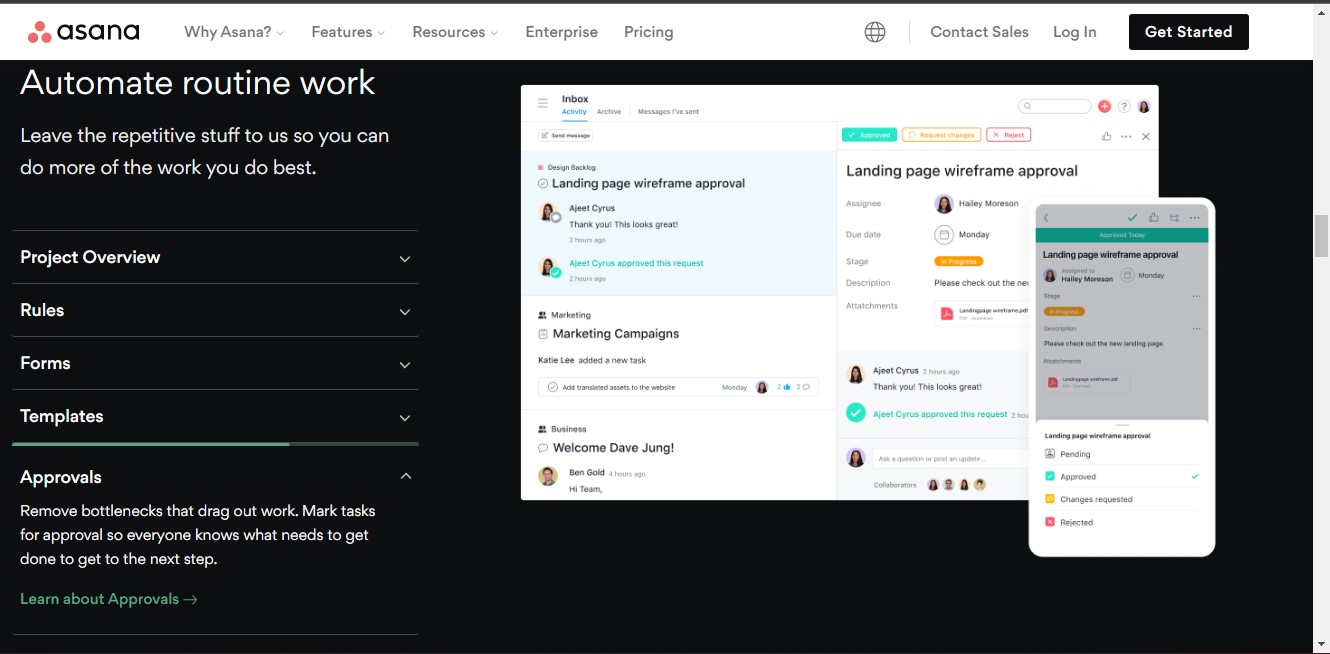 asana
Why Asana?
Features
Resources
Enterprise
Pricing
Contact Sales
Log In
Get Started
Automate routine work
Leave the repetitive stuff to us so you can
do more of the work you do best.
Project Overview
Rules
Forms
Templates
Approvals
Remove bottlenecks that drag out work. Mark tasks
for approval so everyone knows what needs to get
done to get to the next step.
Learn about Approvals →
Inbox
Activity Archive Messages I've sent
Send message
Design Backlog
Landing page wireframe approval
Ajeet Cyrus
Thank you! This looks great!
2 hours ago
Ajeet Cyrus approved this request
2 hours ago
Marketing
Marketing Campaigns
Katie Lee added a new task
Add translated assets to the website Monday 2 2
Business
Welcome Dave Jung!
Ben Gold 4 hours ago
Hi Team,
?
Approved Request changes Reject
Landing page wireframe approval
Assignee Hailey Moreson
Due date Monday
Stage In Progress
Description Please check out the new
Attatchments Landingpage wireframe.pdf
PDF · Download
Ajeet Cyrus 2 hours ago
Thank you! This looks great!
Ajeet Cyrus approved this request 2 hou
Ask a question or post an update...
Collaborators
Approved Today
Landing page wireframe approval
Assigned to
Hailey Moreson
Monday
Stage
In Progress
Description
Please check out the new landing page.
Attatchments
Landingpage wireframe.pdf
PDF · Download
Landing page wireframe approval
Pending
Approved
Changes requested
Rejected